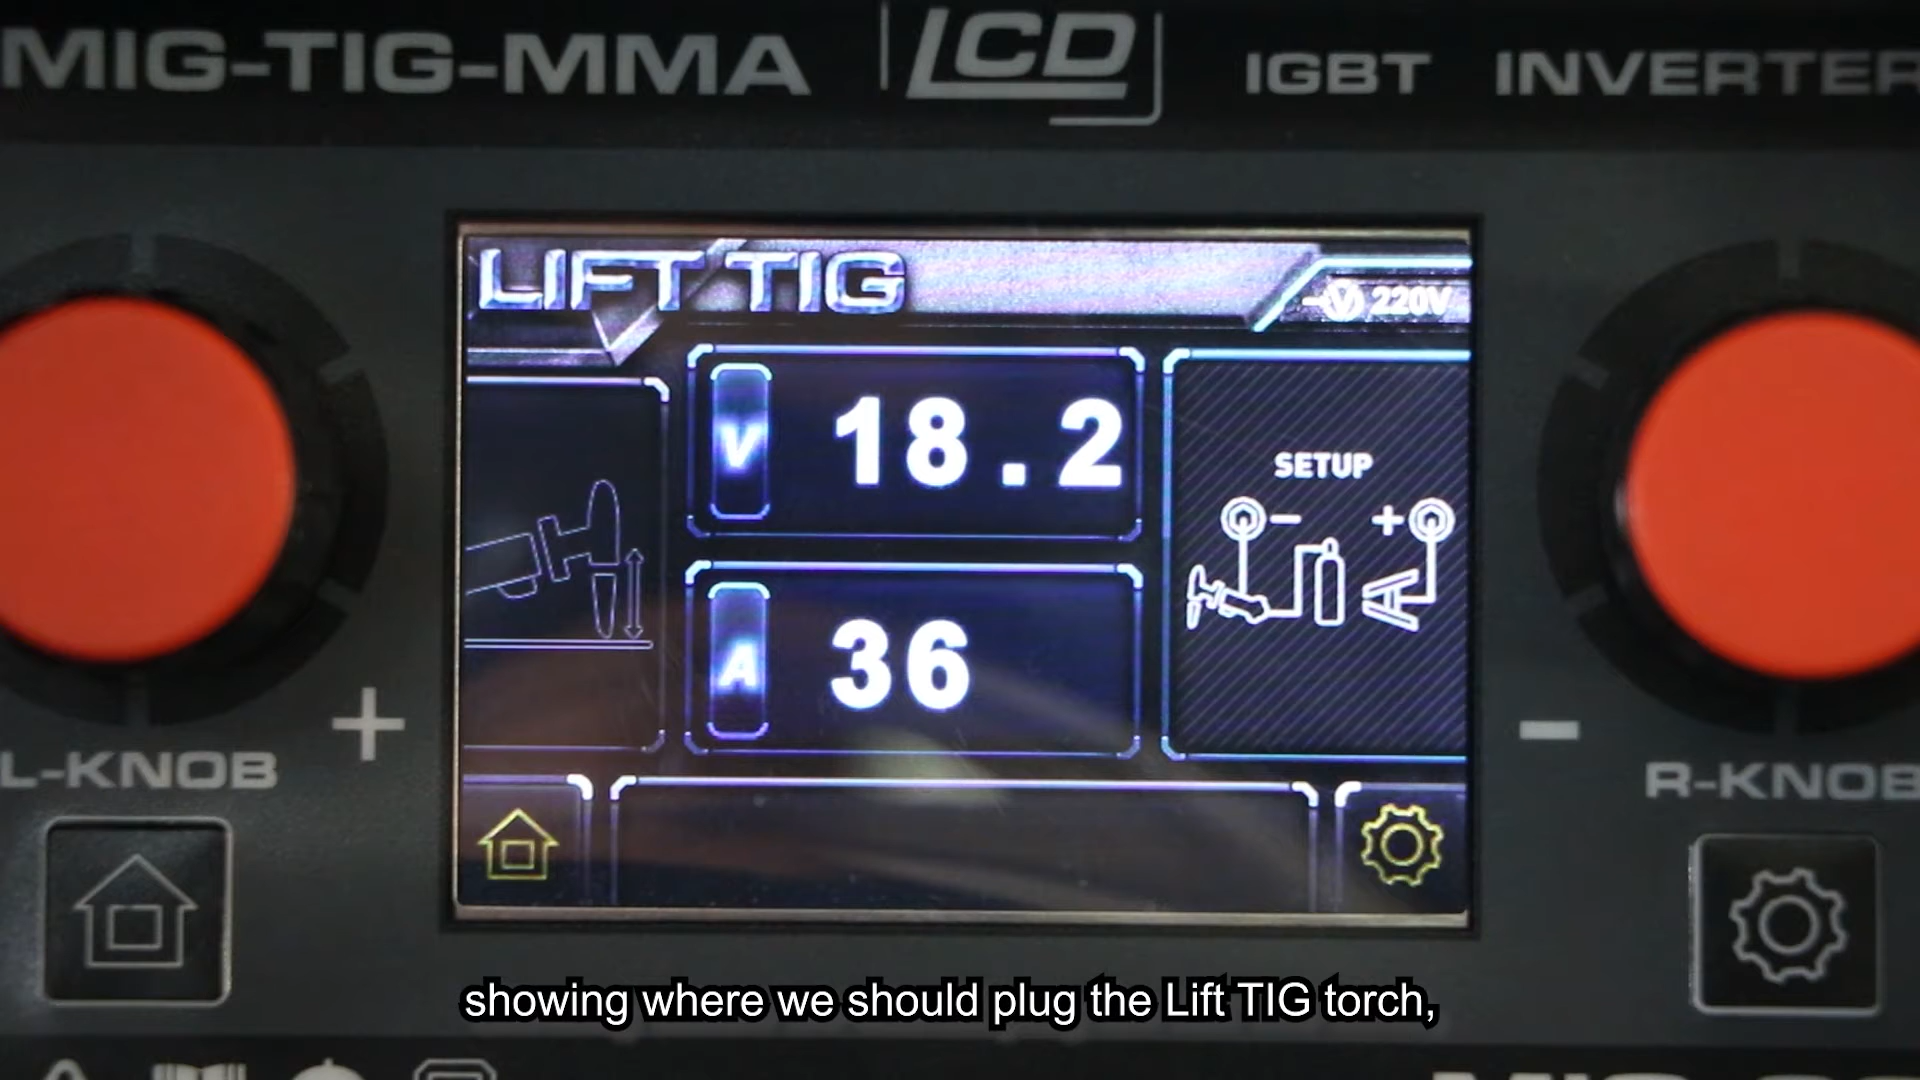 MIG-TIG-MMA LCD IGBT INVERTER
LIFT TIG
220V
V 18.2
A 36
SETUP
- +
+
-
L-KNOB
R-KNOB
showing where we should plug the Lift TIG torch,